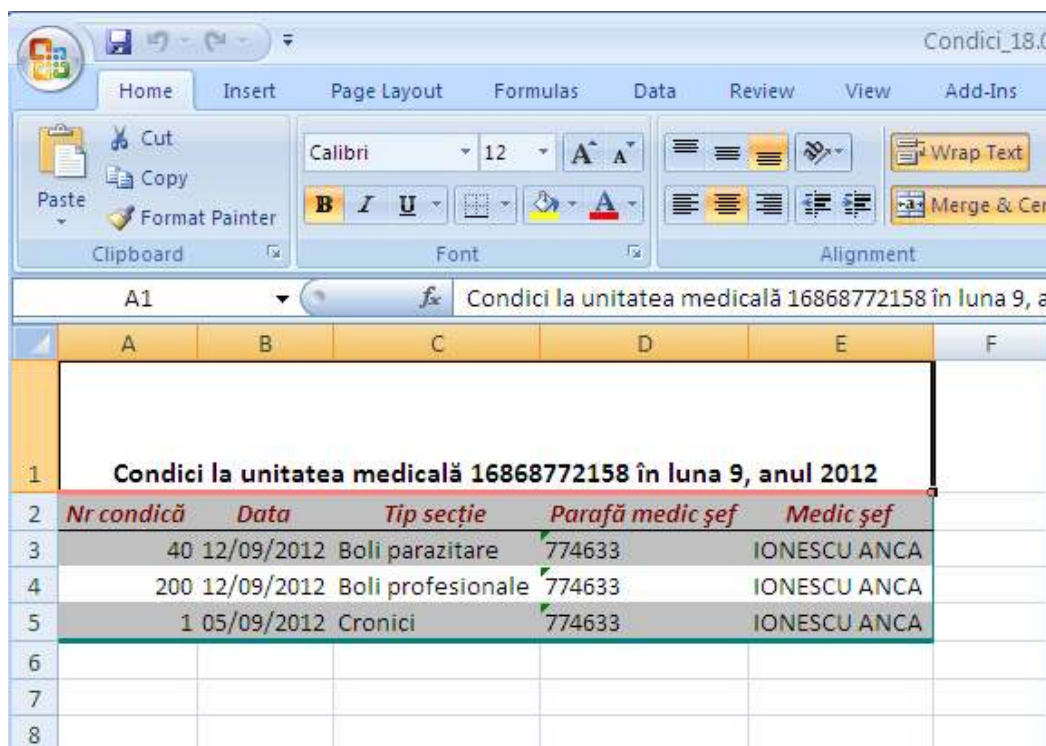 Condici_18.0
Home Insert Page Layout Formulas Data Review View Add-Ins
Paste
Cut
Copy
Format Painter
Clipboard
Calibri 12 A A
B I U A
Font
Wrap Text
Merge & Cer
Alignment
A1 fx Condici la unitatea medicală 16868772158 în luna 9, a
A B C D E F
1 Condici la unitatea medicală 16868772158 în luna 9, anul 2012
2 Nr condică Data Tip secție Parafă medic șef Medic șef
3 40 12/09/2012 Boli parazitare 774633 IONESCU ANCA
4 200 12/09/2012 Boli profesionale 774633 IONESCU ANCA
5 1 05/09/2012 Cronici 774633 IONESCU ANCA
6
7
8